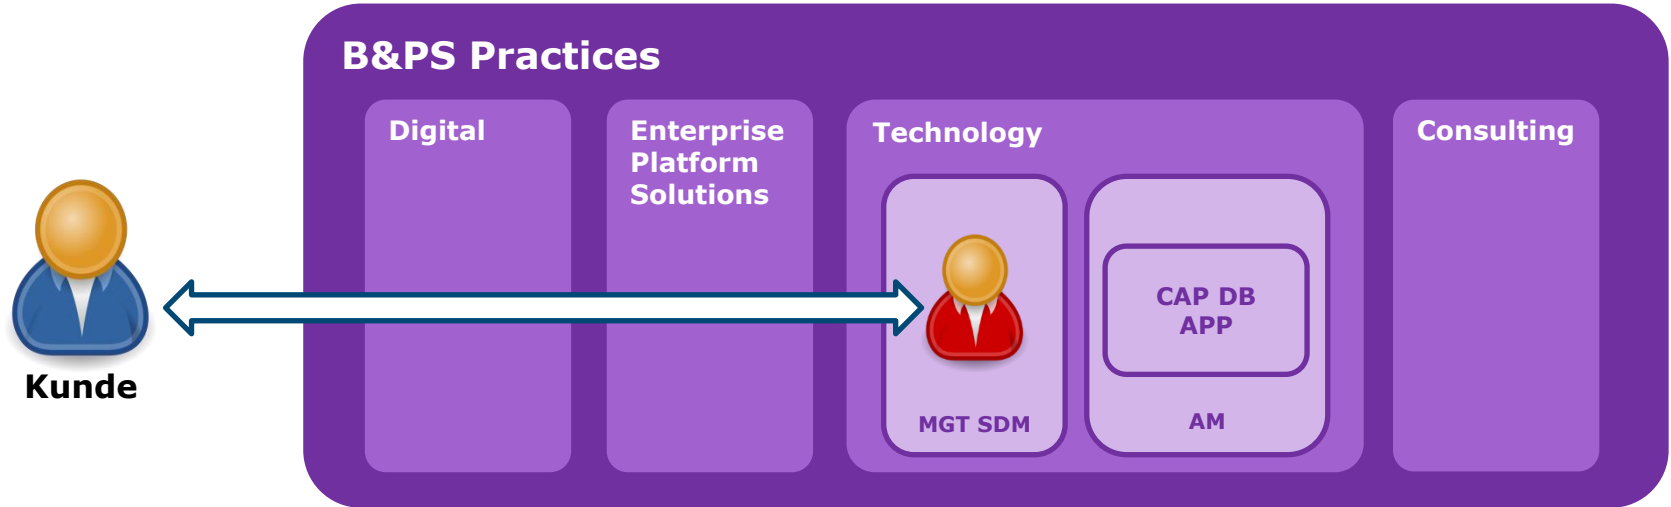 B&PS Practices
Digital
Enterprise
Platform
Solutions
Technology
Consulting
CAP DB
APP
MGT SDM
AM
Kunde